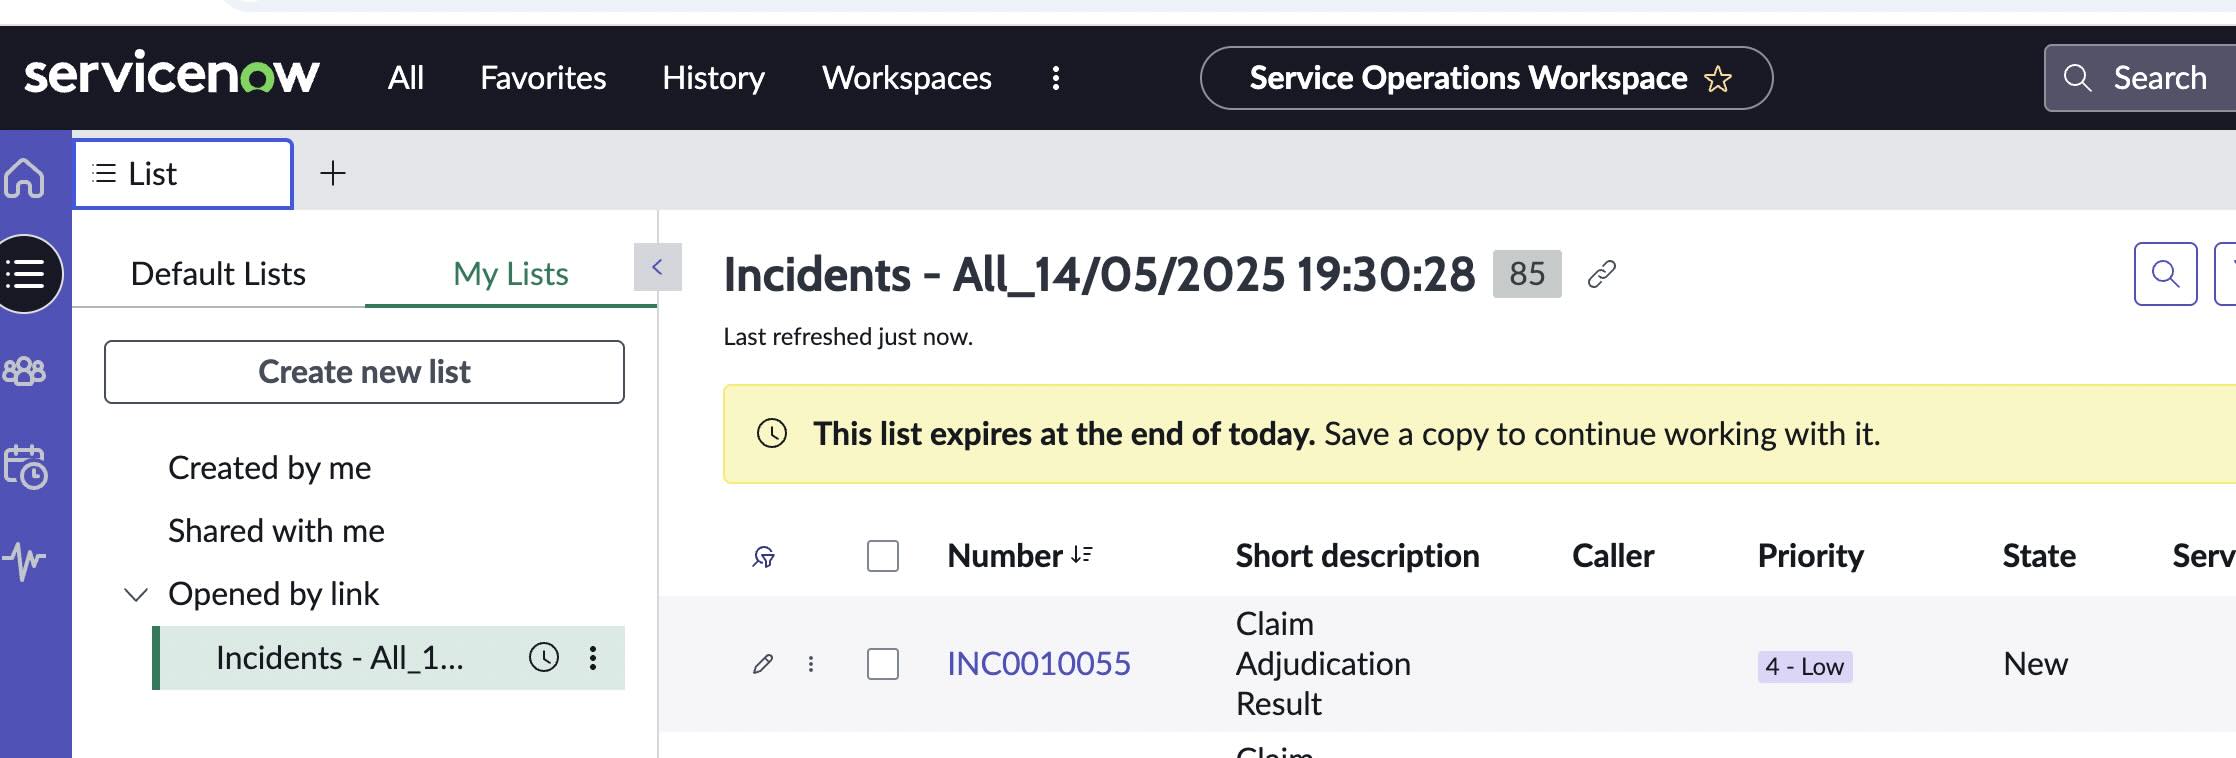 servicenow
All
Favorites
History
Workspaces
Service Operations Workspace
Search
List
Default Lists
My Lists
Create new list
Created by me
Shared with me
Opened by link
Incidents - All_1...
Incidents - All_14/05/2025 19:30:28
85
Last refreshed just now.
This list expires at the end of today. Save a copy to continue working with it.
Number
Short description
Caller
Priority
State
Serv
INC0010055
Claim
Adjudication
Result
4 - Low
New
Claim